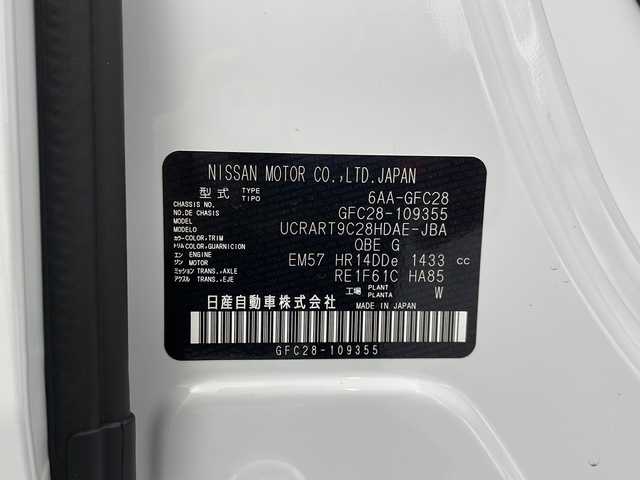 NISSAN MOTOR CO.,LTD.JAPAN
型式 TYPE TIPO 6AA-GFC28
CHASSIS NO. NO.DE CHASIS GFC28-109355
MODEL MODELO UCRART9C28HDAE-JBA
カラートリム COLOR,TRIM COLOR,GUARNICION QBE G
エンジン ENGINE MOTOR EM57 HR14DDe 1433 cc
ミッションアクスル TRANS.,AXLE TRANS.,EJE RE1F61C HA85
工場 PLANT PLANTA W
日産自動車株式会社 MADE IN JAPAN
GFC28-109355